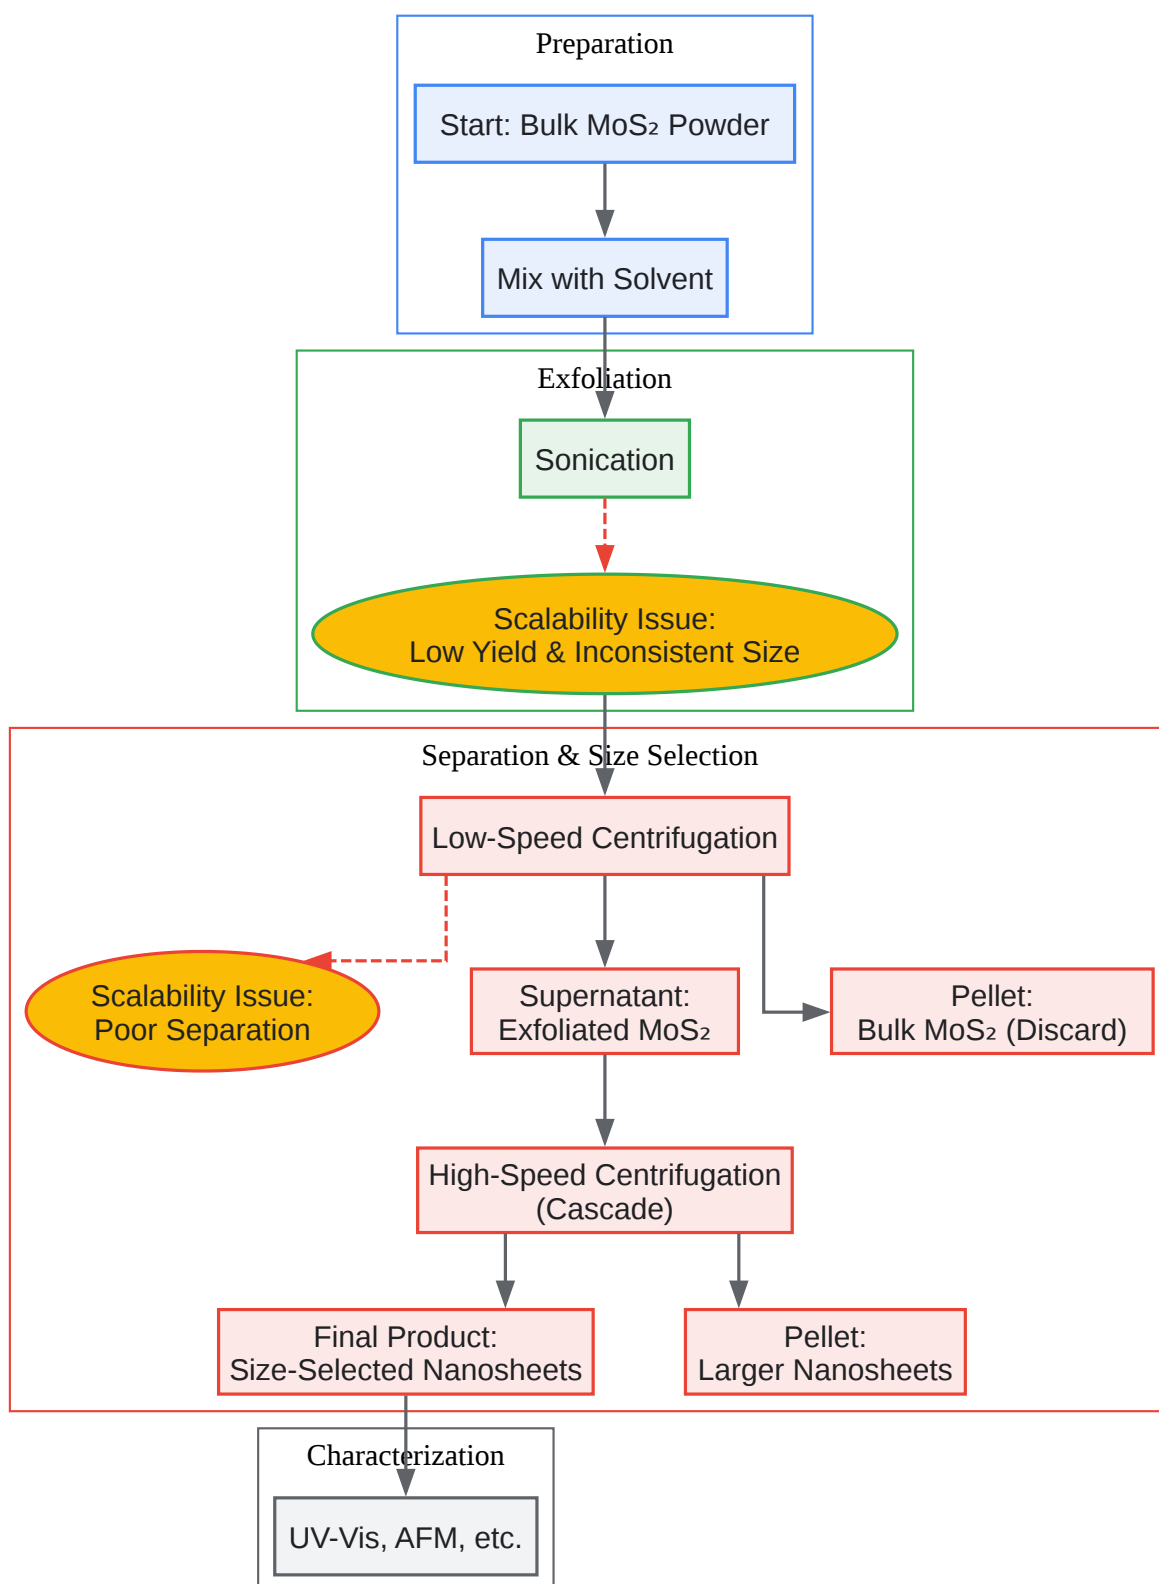 Preparation
Start: Bulk MoS₂ Powder
Mix with Solvent
Exfoliation
Sonication
Scalability Issue:
Low Yield & Inconsistent Size
Separation & Size Selection
Low-Speed Centrifugation
Scalability Issue:
Poor Separation
Supernatant:
Exfoliated MoS₂
Pellet:
Bulk MoS₂ (Discard)
High-Speed Centrifugation
(Cascade)
Final Product:
Size-Selected Nanosheets
Pellet:
Larger Nanosheets
Characterization
UV-Vis, AFM, etc.